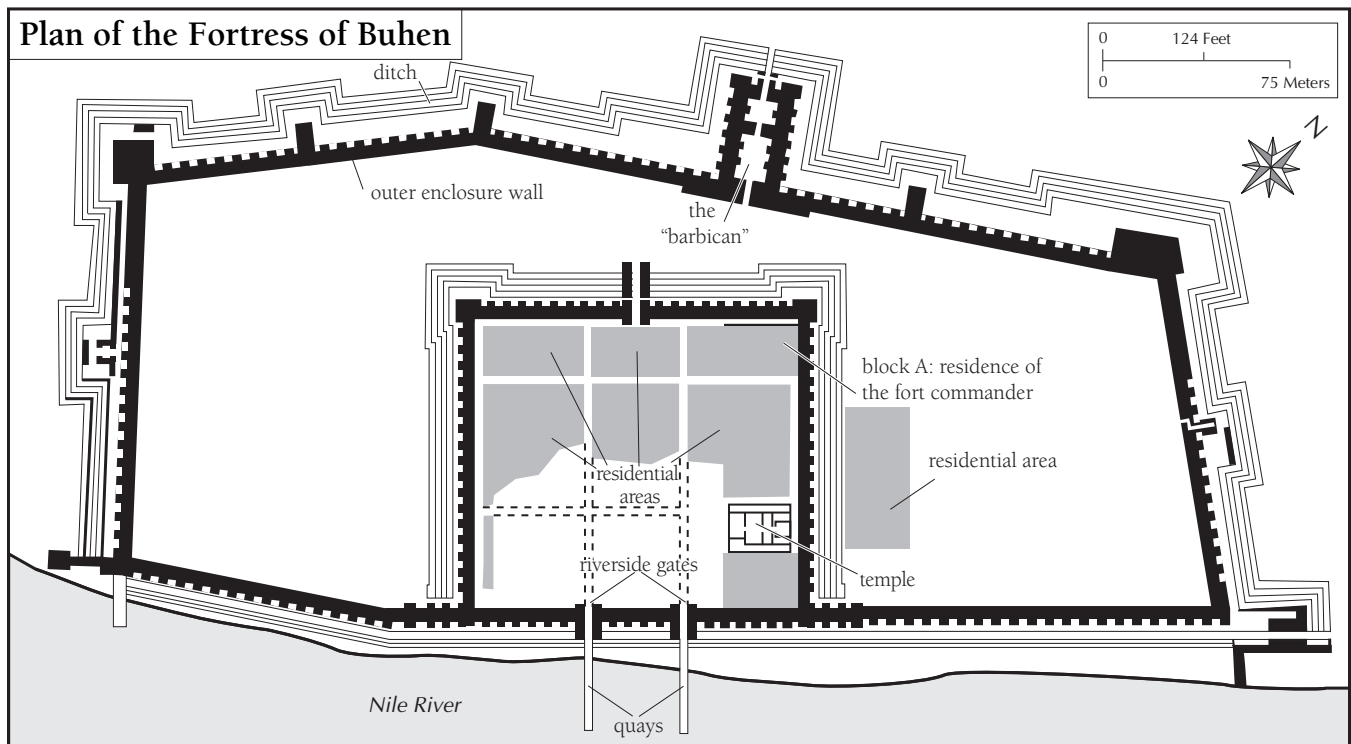 Plan of the Fortress of Buhen
0 124 Feet
0 75 Meters
N
ditch
outer enclosure wall
the
“barbican”
block A: residence of
the fort commander
residential area
residential
areas
riverside gates
temple
Nile River
quays